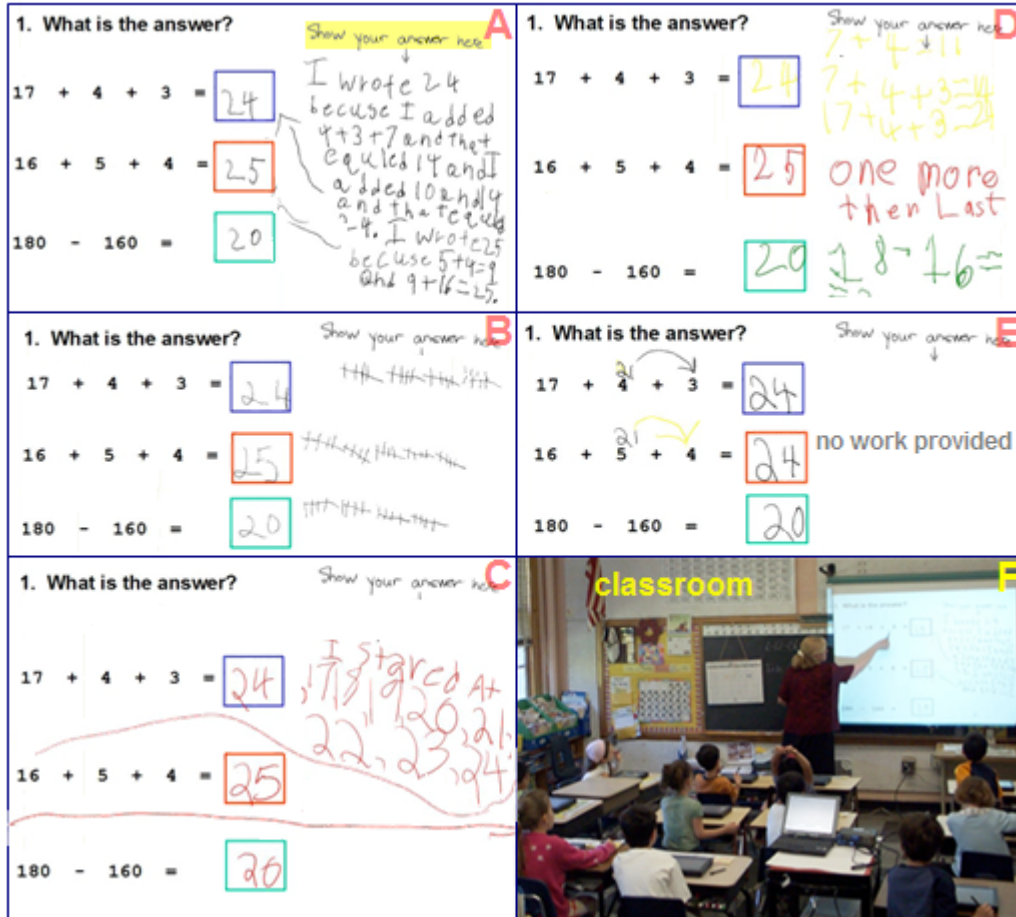 A
1. What is the answer?
Show your answer here
17 + 4 + 3 = 24
16 + 5 + 4 = 25
180 - 160 = 20
I wrote 24
becuse I added
4+3+7 and that
equled 14 and I
added 10 and 14
and that equled
24. I wrote 25
becuse 5+4=9
and 9+16=25.
D
1. What is the answer?
Show your answer here
17 + 4 + 3 = 24
16 + 5 + 4 = 25
180 - 160 = 20
7 + 4 = 11
7 + 4 + 3 = 14
17 + 4 + 3 = 24
one more
then Last
18 - 16 =
B
1. What is the answer?
Show your answer here
17 + 4 + 3 = 24
16 + 5 + 4 = 25
180 - 160 = 20
E
1. What is the answer?
Show your answer here
21
17 + 4 + 3 = 24
21
16 + 5 + 4 = 24
180 - 160 = 20
no work provided
C
1. What is the answer?
Show your answer here
17 + 4 + 3 = 24
16 + 5 + 4 = 25
180 - 160 = 20
I stared At
17, 18, 19, 20, 21,
22, 23, 24
F
classroom